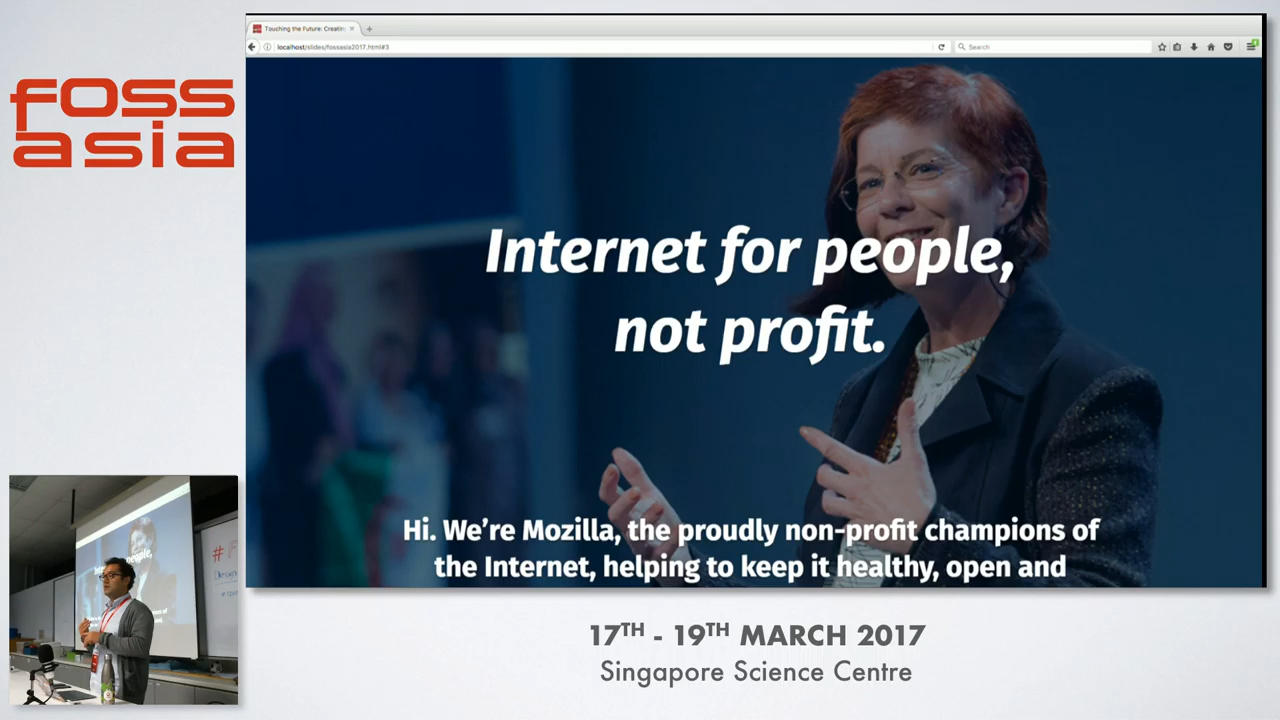 foss
asia
Touching the Future: Creatin
localhost/slides/fossasia2017.html#3
Search
Internet for people,
not profit.
Hi. We're Mozilla, the proudly non-profit champions of
the Internet, helping to keep it healthy, open and
people,
17TH - 19TH MARCH 2017
Singapore Science Centre